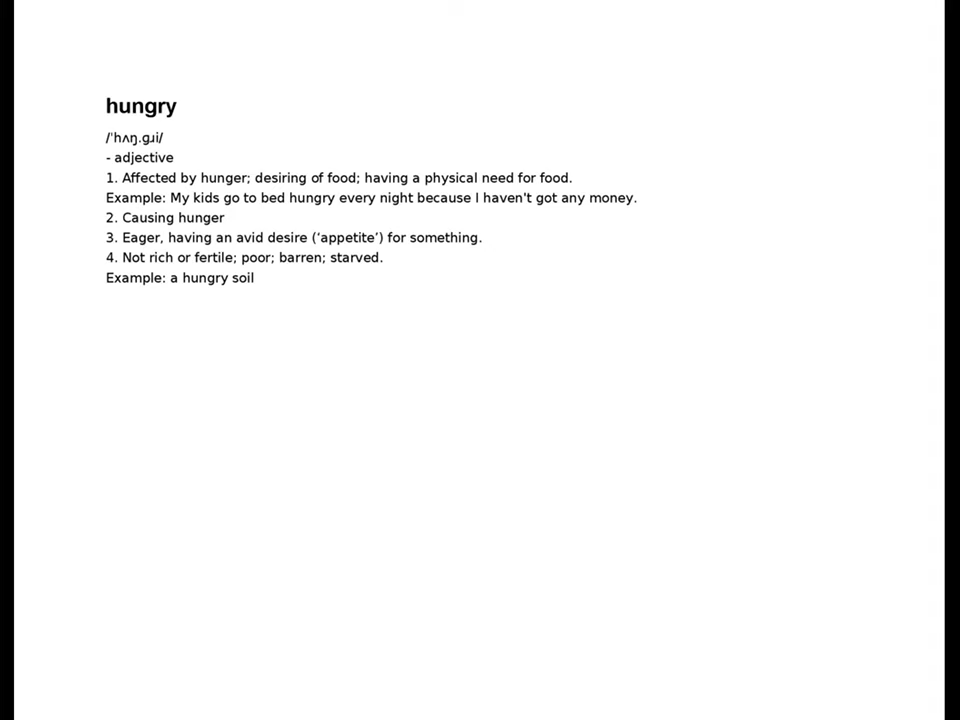 hungry
/ˈhʌŋ.ɡɹi/
- adjective
1. Affected by hunger; desiring of food; having a physical need for food.
Example: My kids go to bed hungry every night because I haven't got any money.
2. Causing hunger
3. Eager, having an avid desire (‘appetite’) for something.
4. Not rich or fertile; poor; barren; starved.
Example: a hungry soil